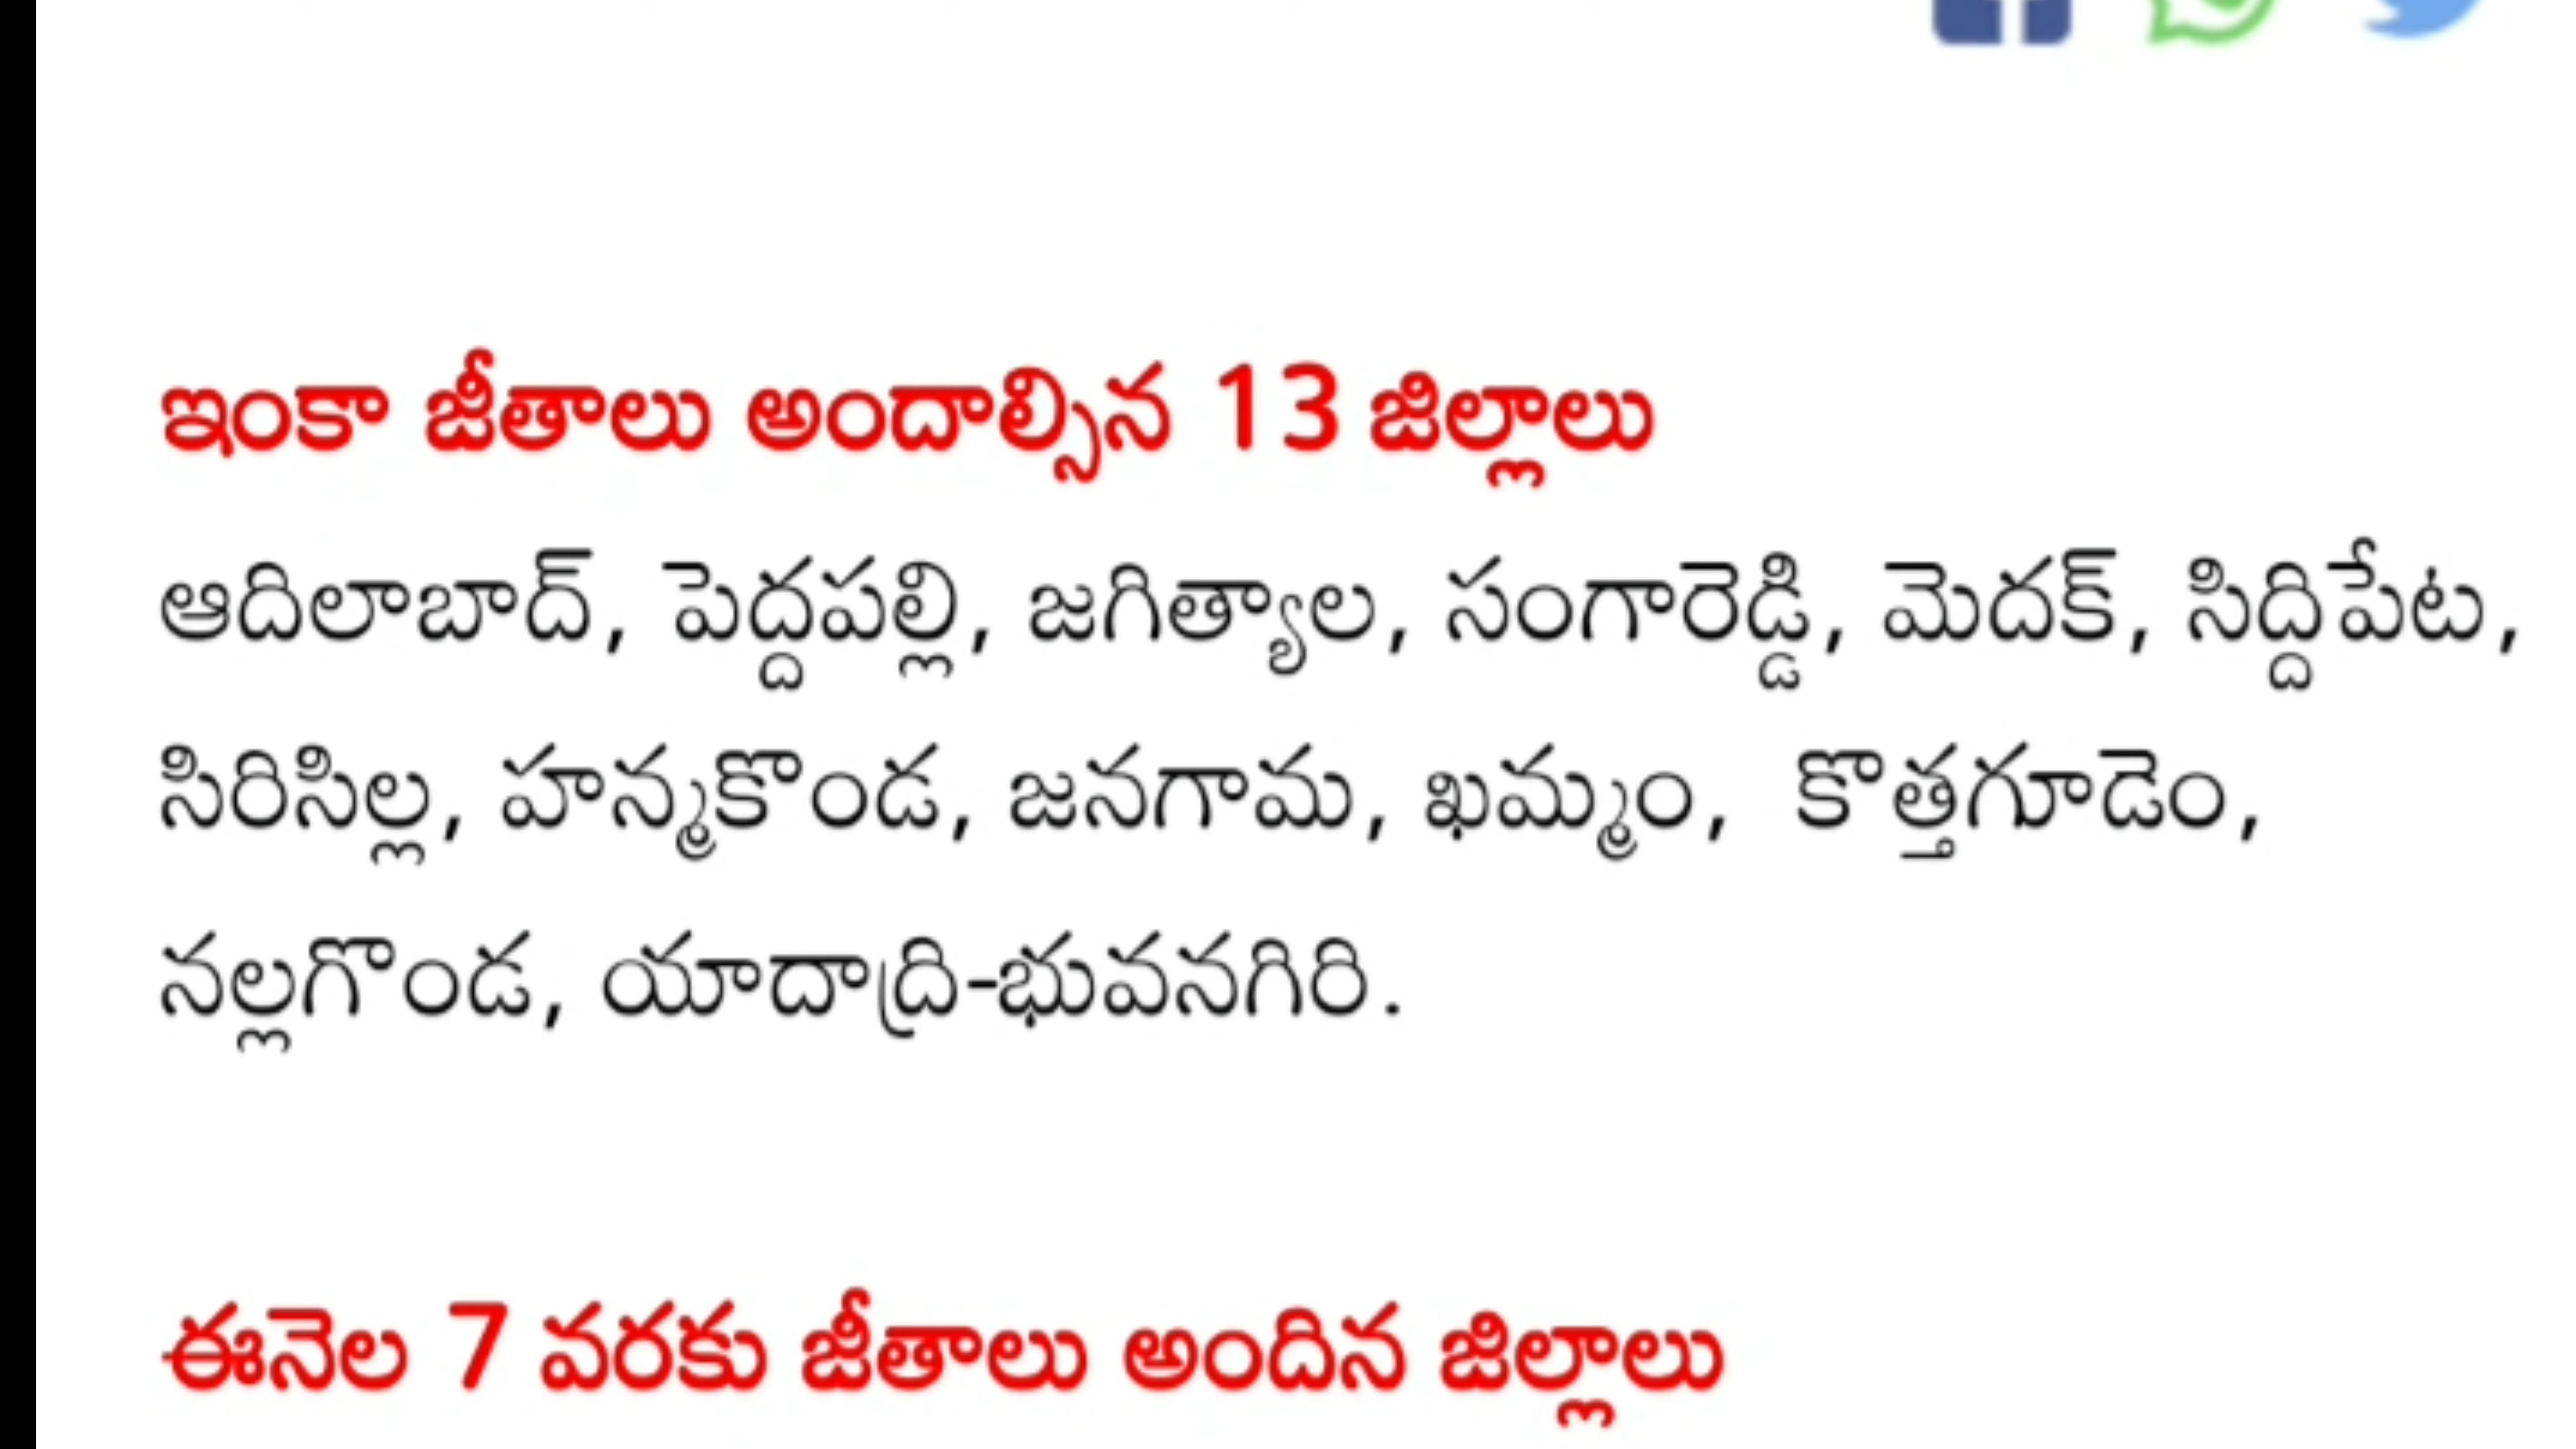 ఇంకా జీతాలు అందాల్సిన 13 జిల్లాలు
ఆదిలాబాద్, పెద్దపల్లి, జగిత్యాల, సంగారెడ్డి, మెదక్, సిద్దిపేట,
సిరిసిల్ల, హన్మకొండ, జనగామ, ఖమ్మం, కొత్తగూడెం,
నల్లగొండ, యాదాద్రి-భువనగిరి.
ఈనెల 7 వరకు జీతాలు అందిన జిల్లాలు